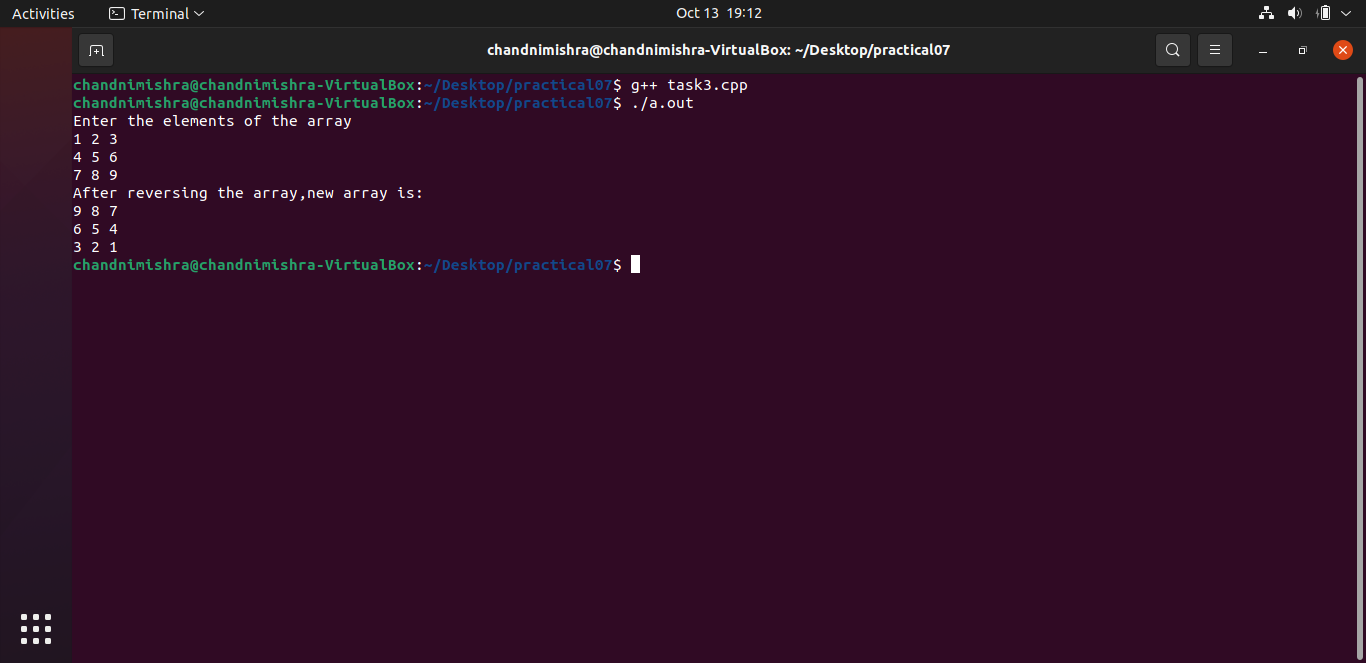 Activities Terminal Oct 13 19:12
chandnimishra@chandnimishra-VirtualBox: ~/Desktop/practical07
chandnimishra@chandnimishra-VirtualBox:~/Desktop/practical07$ g++ task3.cpp
chandnimishra@chandnimishra-VirtualBox:~/Desktop/practical07$ ./a.out
Enter the elements of the array
1 2 3
4 5 6
7 8 9
After reversing the array,new array is:
9 8 7
6 5 4
3 2 1
chandnimishra@chandnimishra-VirtualBox:~/Desktop/practical07$